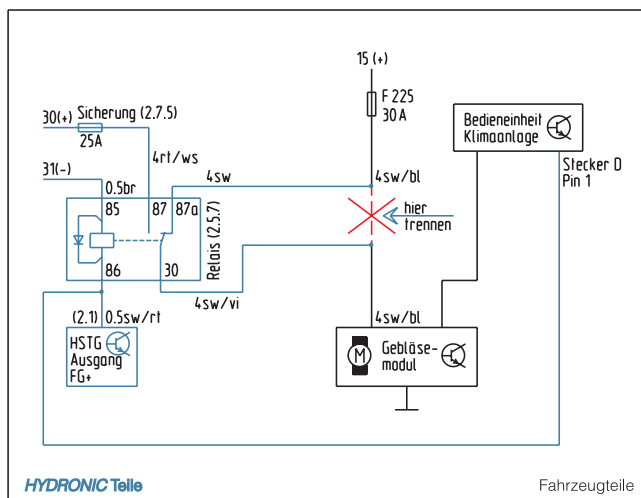 15 (+)
F 225
30 A
Sicherung (2.7.5)
30(+)
25A
4rt/ws
31(-)
0.5br
4sw
4sw/bl
85
87
87a
Relais (2.5.7)
86
30
hier
trennen
Bedieneinheit
Klimaanlage
Stecker D
Pin 1
4sw/vi
(2.1)
0.5sw/rt
4sw/bl
HSTG
Ausgang
FG+
M
Gebläse-
modul
HYDRONIC Teile
Fahrzeugteile